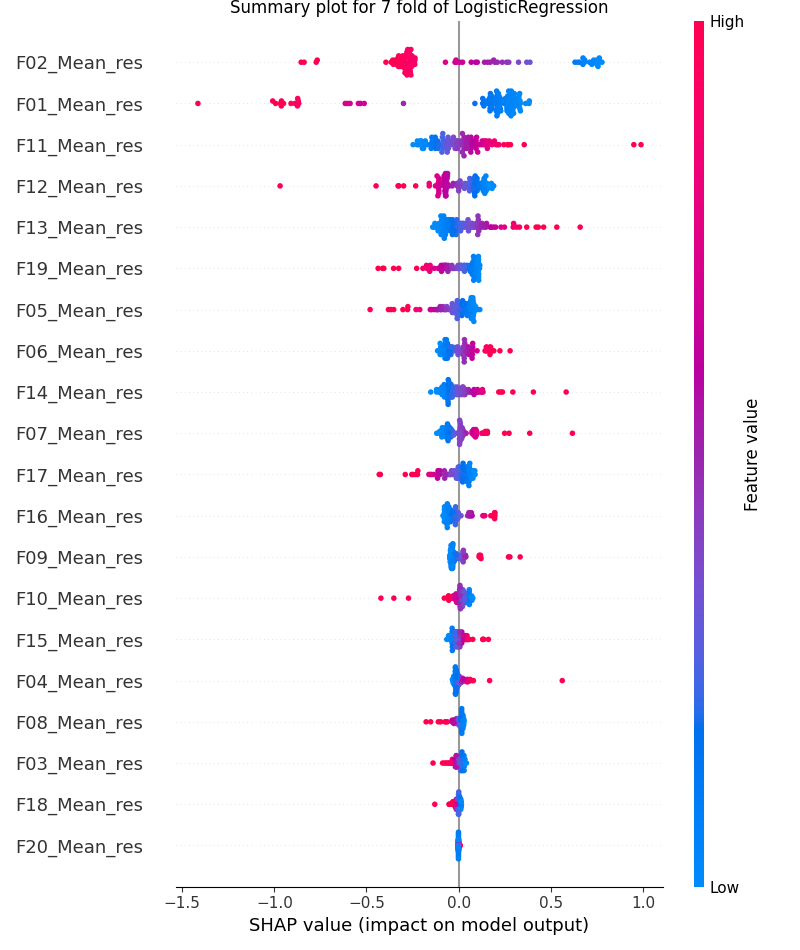 Summary plot for 7 fold of LogisticRegression
High
F02_Mean_res
F01_Mean_res
F11_Mean_res
F12_Mean_res
F13_Mean_res
F19_Mean_res
F05_Mean_res
F06_Mean_res
F14_Mean_res
F07_Mean_res
F17_Mean_res
F16_Mean_res
F09_Mean_res
F10_Mean_res
F15_Mean_res
F04_Mean_res
F08_Mean_res
F03_Mean_res
F18_Mean_res
F20_Mean_res
Feature value
Low
−1.5 −1.0 −0.5 0.0 0.5 1.0
SHAP value (impact on model output)